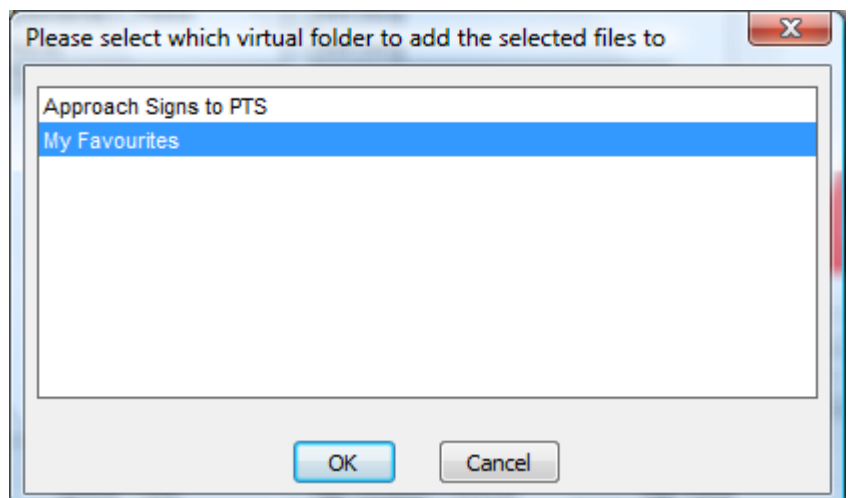 Please select which virtual folder to add the selected files to
Approach Signs to PTS
My Favourites
OK
Cancel